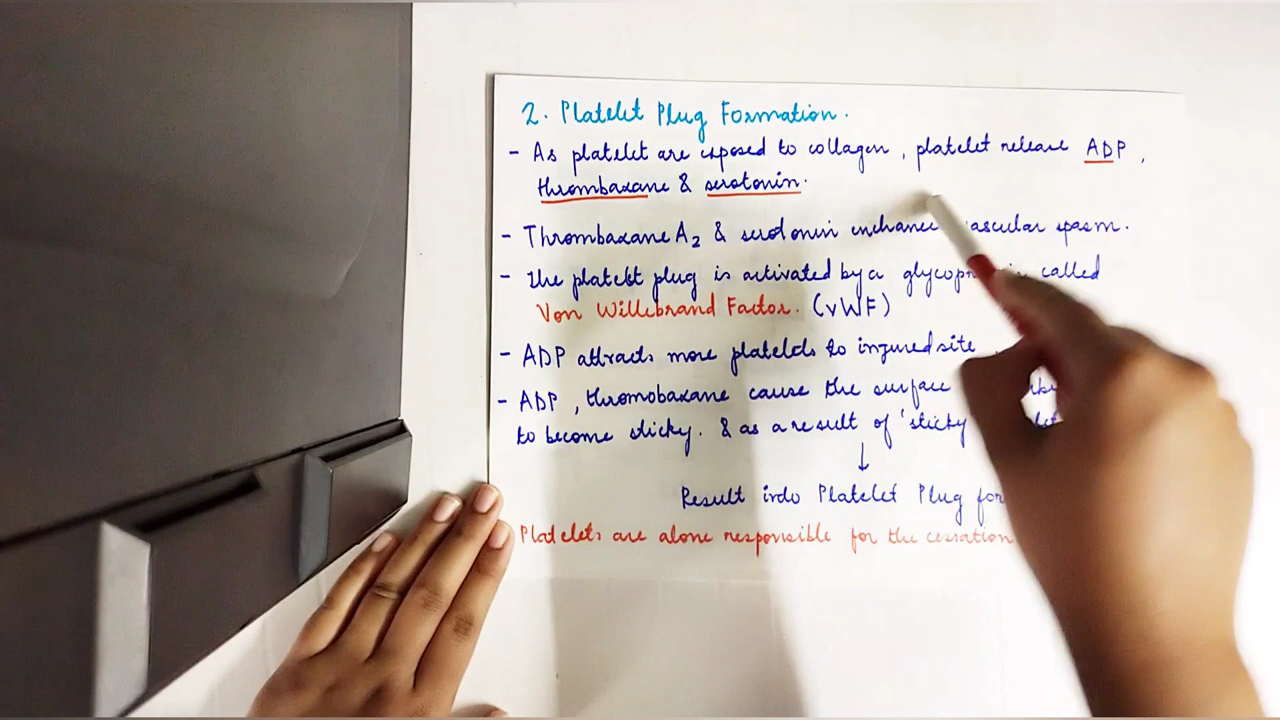 2. Platelet Plug Formation.
- As platelet are exposed to collagen, platelet release ADP,
thrombaxane & serotonin.
- Thrombaxane A2 & serotonin enhance vascular spasm.
- The platelet plug is activated by a called
Von Willebrand Factor. (vWF)
- ADP attracts more platelets to injured site
- ADP, thromobaxane cause the surface
to become sticky. & as a result of 'sticky
↓
Result into Platelet Plug
Platelets are alone responsible for the cessation